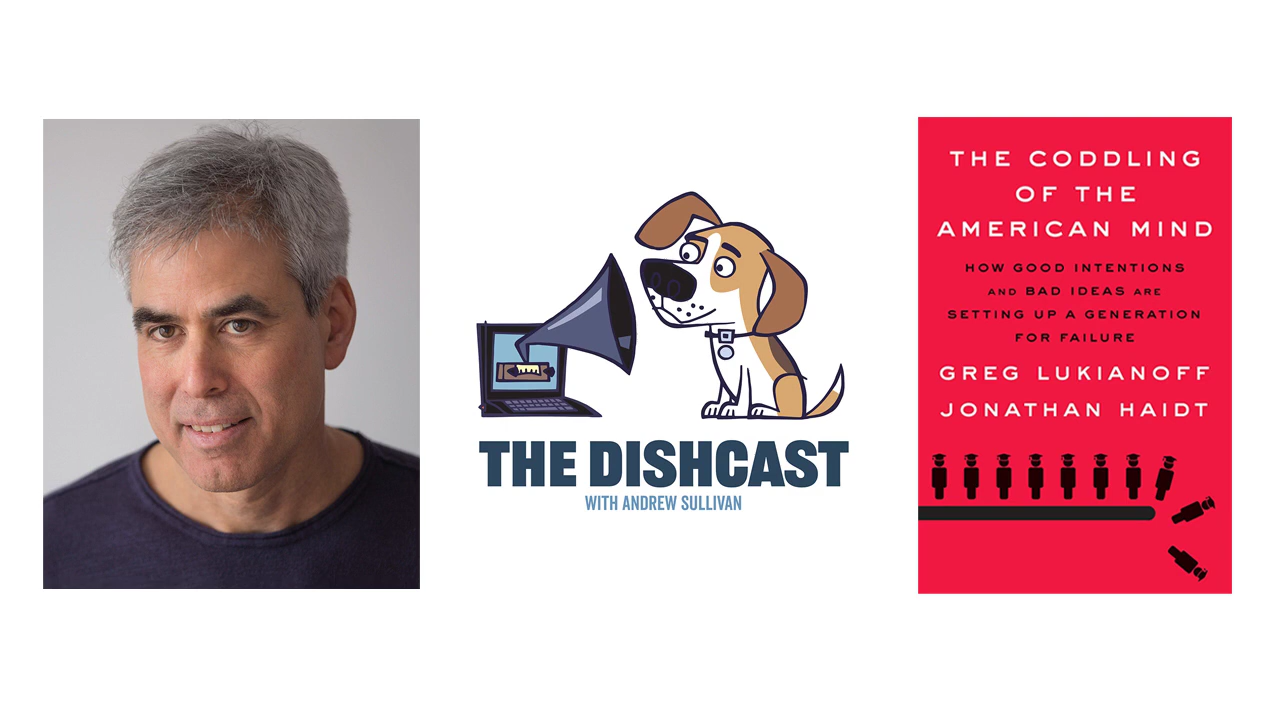 THE DISHCAST
WITH ANDREW SULLIVAN
THE CODDLING
OF THE
AMERICAN MIND
HOW GOOD INTENTIONS
AND BAD IDEAS ARE
SETTING UP A GENERATION
FOR FAILURE
GREG LUKIANOFF
JONATHAN HAIDT